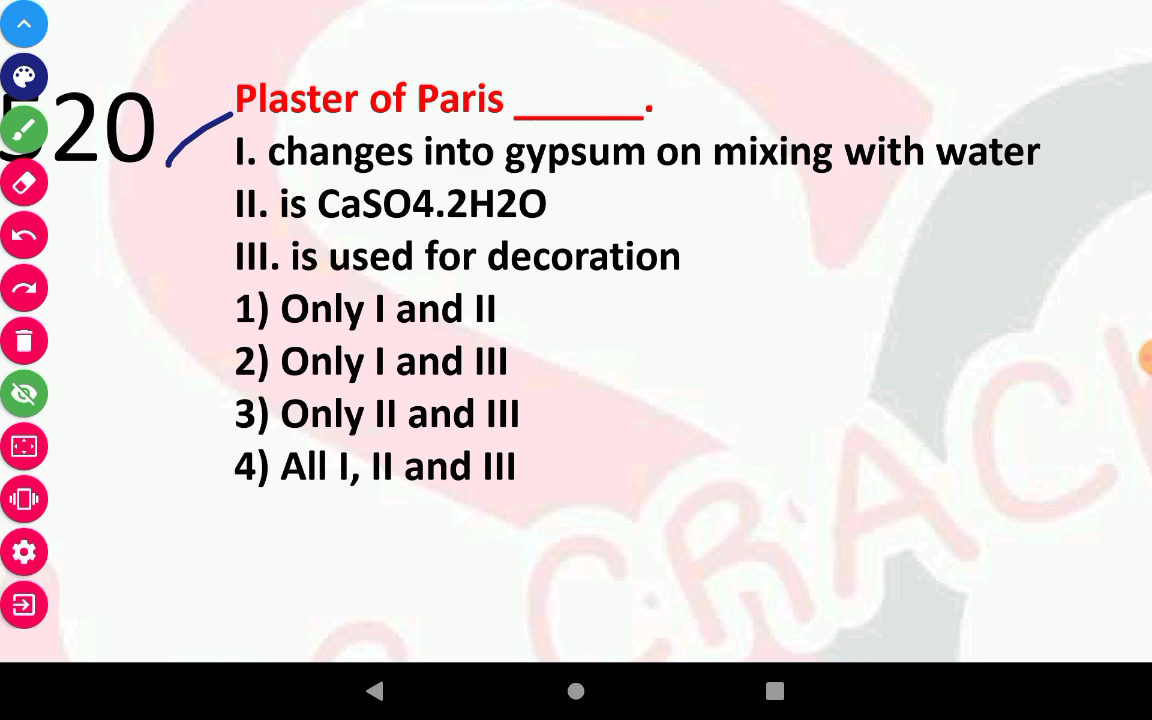 520
Plaster of Paris ______.
I. changes into gypsum on mixing with water
II. is CaSO4.2H2O
III. is used for decoration
1) Only I and II
2) Only I and III
3) Only II and III
4) All I, II and III
CRACK